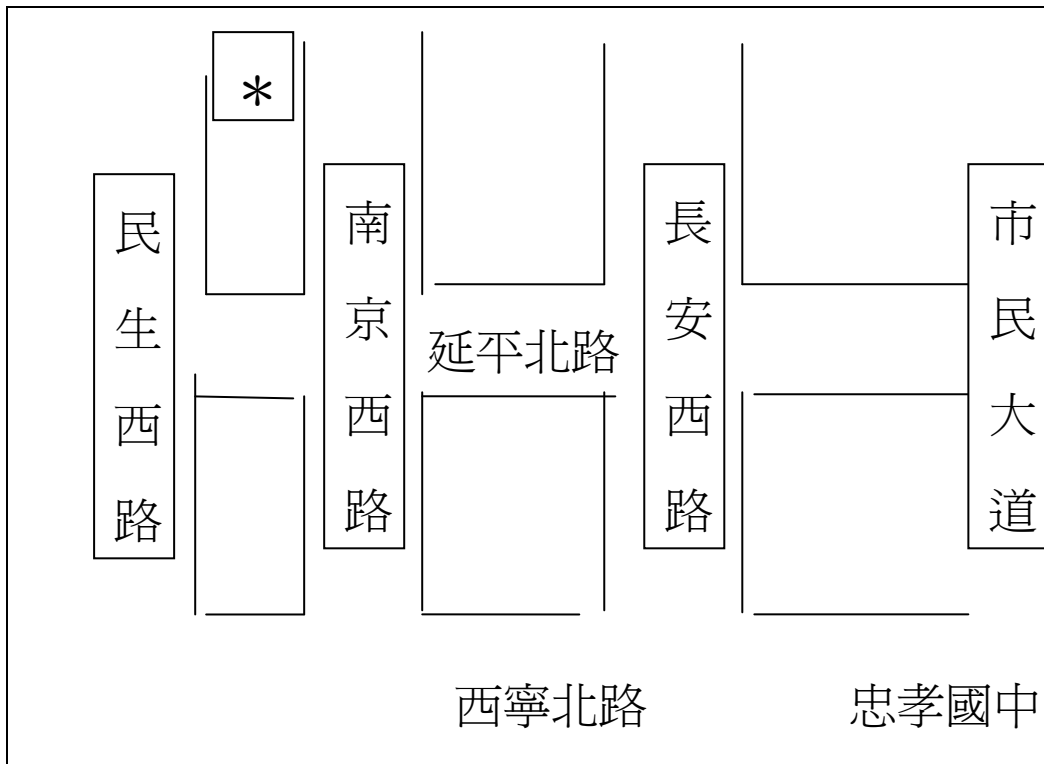 *
民生西路
南京西路
長安西路
市民大道
延平北路
西寧北路
忠孝國中